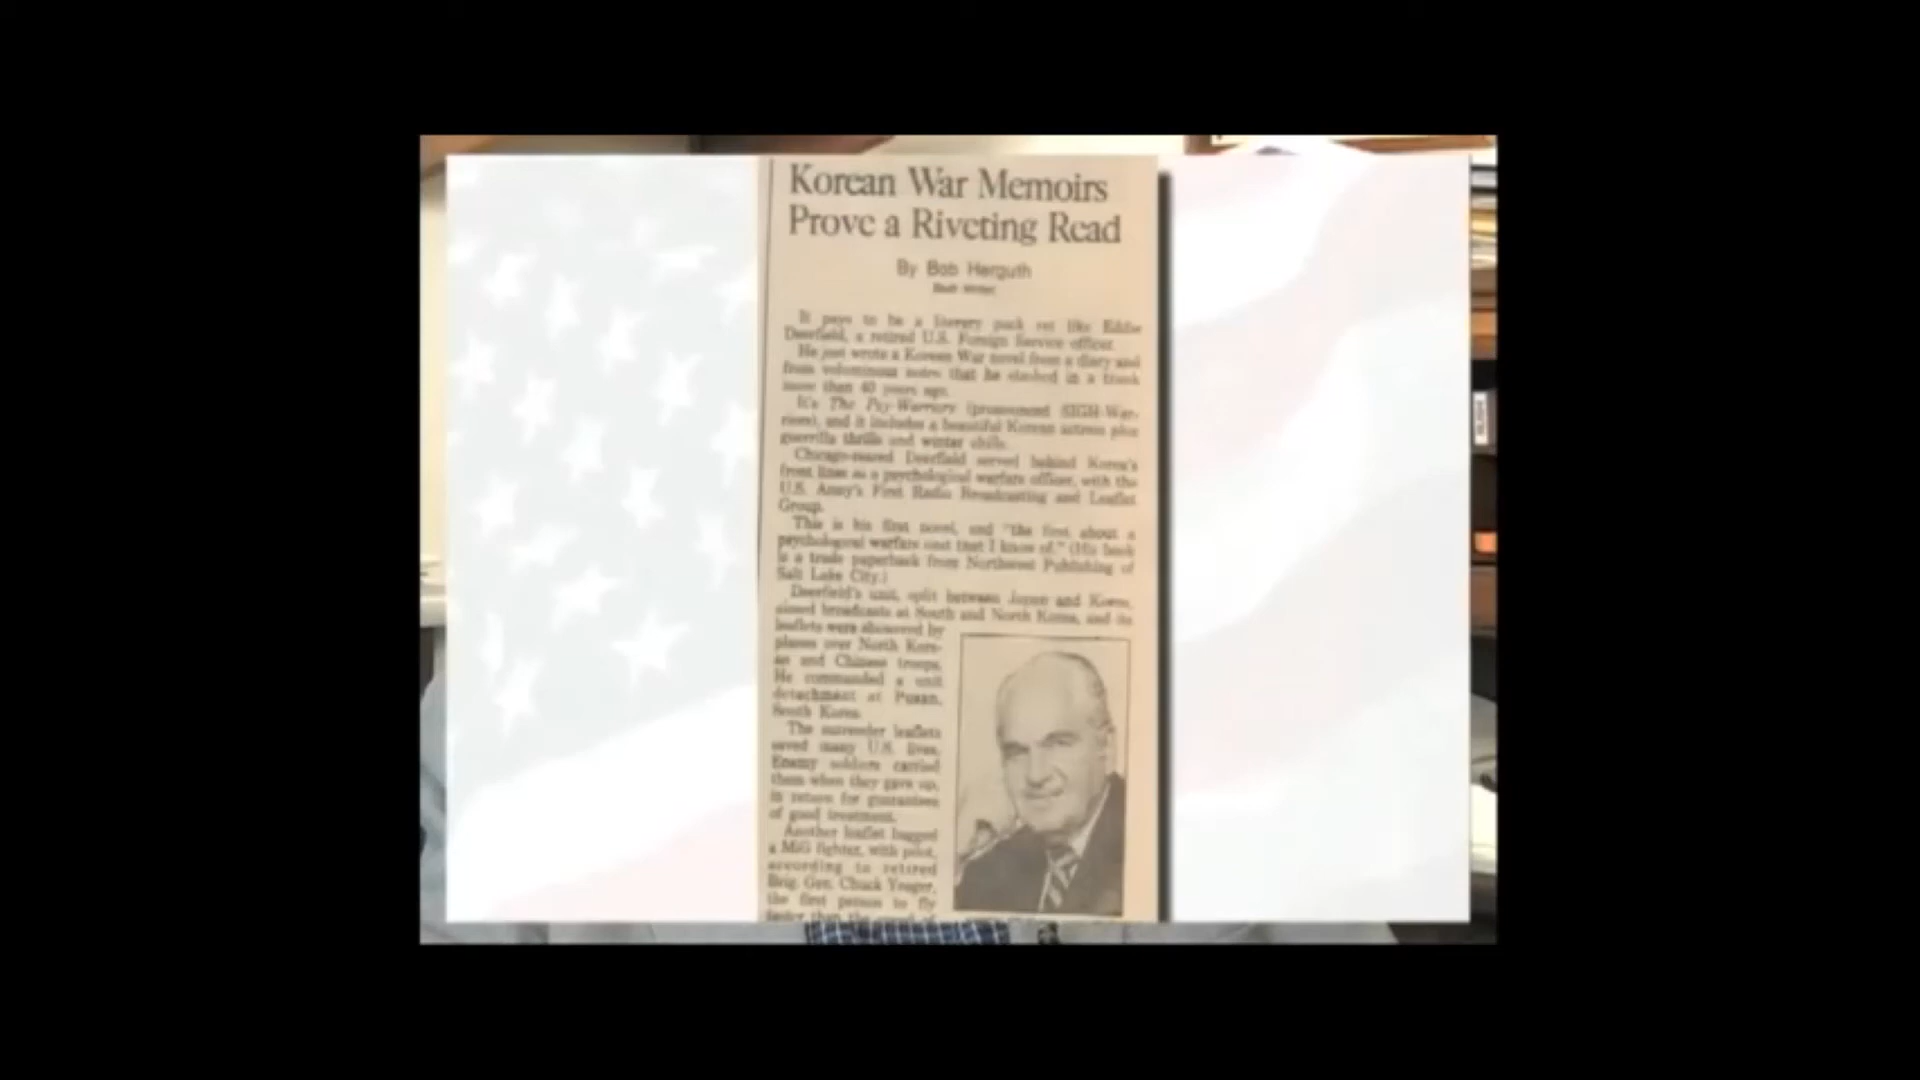 Korean War Memoirs
Prove a Riveting Read
By Bob Herguth
Staff Writer
It pays to be a literary pack rat like Eddie
Deerfield, a retired U.S. Foreign Service officer.
He just wrote a Korean War novel from a diary and
from voluminous notes that he stashed in a trunk
more than 40 years ago.
It's The Psy-Warriors (pronounced SIGH-War-
riors), and it includes a beautiful Korean actress plus
guerrilla thrills and winter chills.
Chicago-reared Deerfield served behind Korea's
front lines as a psychological warfare officer, with the
U.S. Army's First Radio Broadcasting and Leaflet
Group.
This is his first novel, and "the first about a
psychological warfare unit that I know of." (His book
is a trade paperback from Northwest Publishing of
Salt Lake City.)
Deerfield's unit, split between Japan and Korea,
aimed broadcasts at South and North Korea, and its
leaflets were showered by
planes over North Kore-
an and Chinese troops.
He commanded a unit
detachment at Pusan,
South Korea.
The surrender leaflets
saved many U.S. lives.
Enemy soldiers carried
them when they gave up,
in return for guarantees
of good treatment.
Another leaflet bagged
a MiG fighter, with pilot,
according to retired
Brig. Gen. Chuck Yeager,
the first person to fly
faster than the speed of